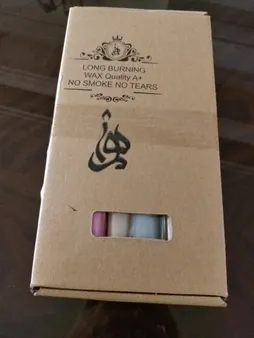 LONG BURNING
WAX Quality A+
NO SMOKE NO TEARS